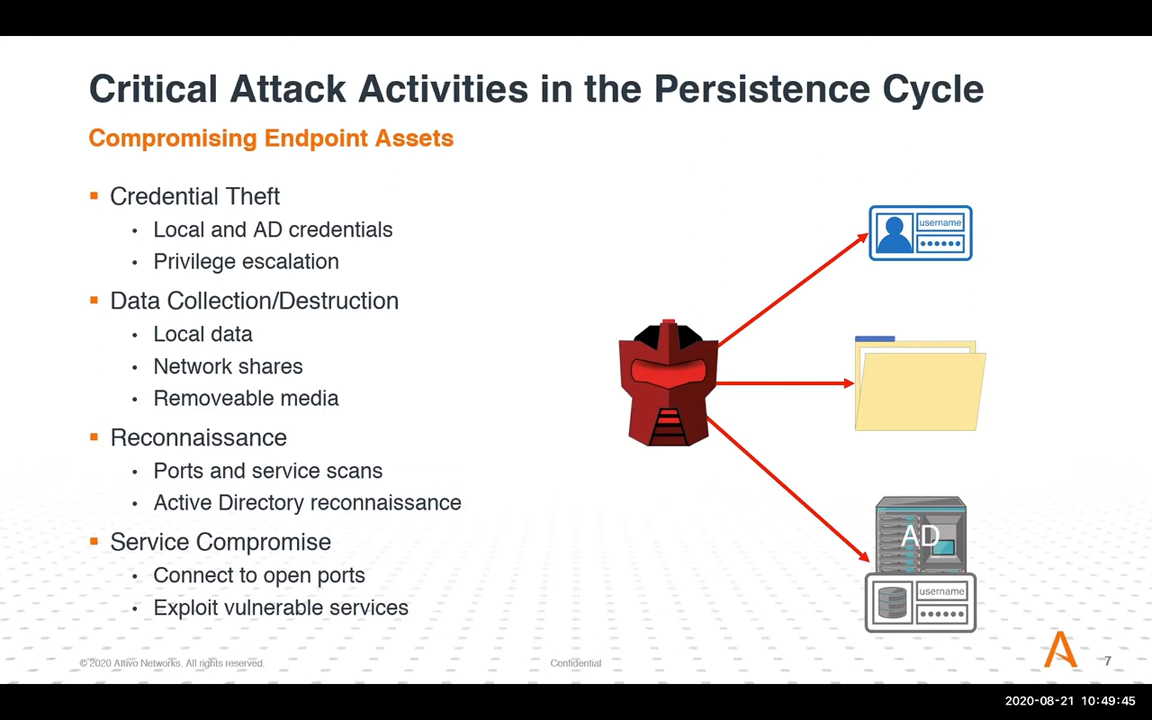 Critical Attack Activities in the Persistence Cycle
Compromising Endpoint Assets
▪ Credential Theft
• Local and AD credentials
• Privilege escalation
▪ Data Collection/Destruction
• Local data
• Network shares
• Removeable media
▪ Reconnaissance
• Ports and service scans
• Active Directory reconnaissance
▪ Service Compromise
• Connect to open ports
• Exploit vulnerable services
username
AD
username
© 2020 Attivo Networks. All rights reserved.
Confidential
7
2020-08-21 10:49:45